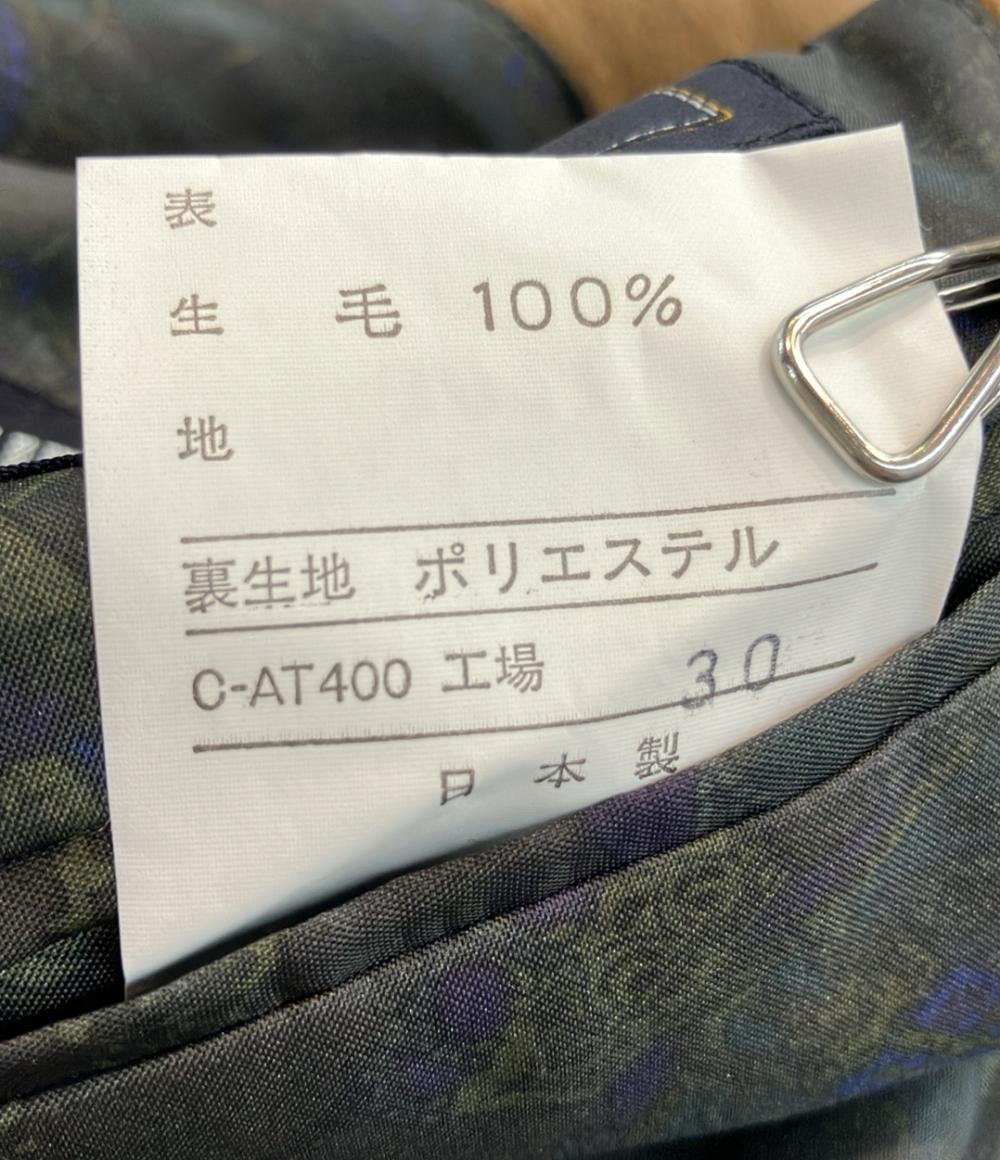 表
生 毛 100%
地
裏生地 ポリエステル
C-AT400 工場 30
日本製